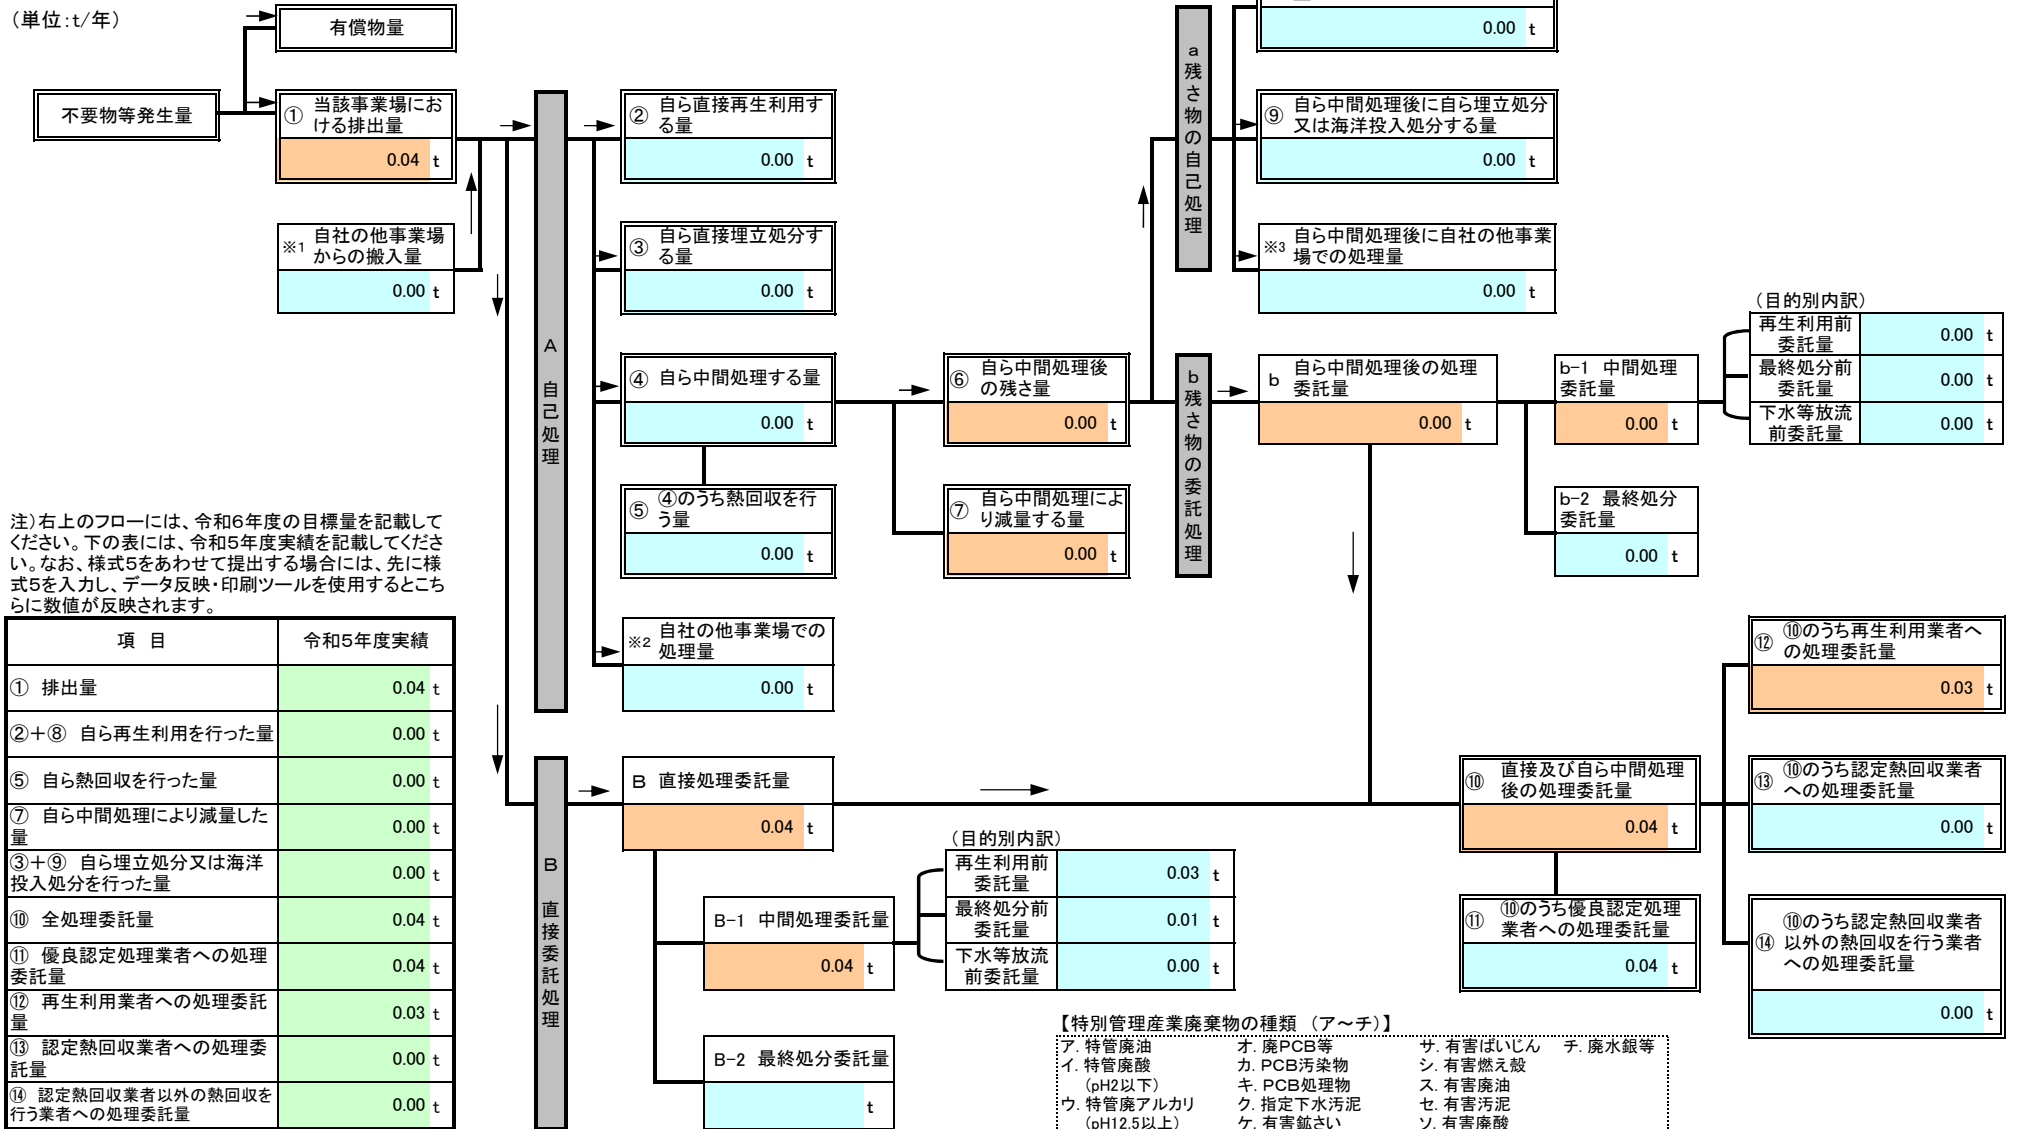 （単位：t/年）
有償物量
不要物等発生量
① 当該事業場にお
ける排出量
0.04 t
※1 自社の他事業場
からの搬入量
0.00 t
A 自己処理
② 自ら直接再生利用す
る量
0.00 t
③ 自ら直接埋立処分す
る量
0.00 t
④ 自ら中間処理する量
0.00 t
⑤ ④のうち熱回収を行
う量
0.00 t
※2 自社の他事業場での
処理量
0.00 t
⑥ 自ら中間処理後
の残さ量
0.00 t
⑦ 自ら中間処理によ
り減量する量
0.00 t
a 残さ物の自己処理
0.00 t
⑨ 自ら中間処理後に自ら埋立処分
又は海洋投入処分する量
0.00 t
※3 自ら中間処理後に自社の他事業
場での処理量
0.00 t
b 残さ物の委託処理
b 自ら中間処理後の処理
委託量
0.00 t
b-1 中間処理
委託量
0.00 t
b-2 最終処分
委託量
0.00 t
（目的別内訳）
再生利用前
委託量 0.00 t
最終処分前
委託量 0.00 t
下水等放流
前委託量 0.00 t
注）右上のフローには、令和6年度の目標量を記載して
ください。下の表には、令和5年度実績を記載してくださ
い。なお、様式5をあわせて提出する場合には、先に様
式5を入力し、データ反映・印刷ツールを使用するとこち
らに数値が反映されます。
項 目 令和5年度実績
① 排出量 0.04 t
②＋⑧ 自ら再生利用を行った量 0.00 t
⑤ 自ら熱回収を行った量 0.00 t
⑦ 自ら中間処理により減量した
量 0.00 t
③＋⑨ 自ら埋立処分又は海洋
投入処分を行った量 0.00 t
⑩ 全処理委託量 0.04 t
⑪ 優良認定処理業者への処理
委託量 0.04 t
⑫ 再生利用業者への処理委託
量 0.03 t
⑬ 認定熱回収業者への処理委
託量 0.00 t
⑭ 認定熱回収業者以外の熱回収を
行う業者への処理委託量 0.00 t
B 直接委託処理
B 直接処理委託量
0.04 t
B-1 中間処理委託量
0.04 t
B-2 最終処分委託量
t
（目的別内訳）
再生利用前
委託量 0.03 t
最終処分前
委託量 0.01 t
下水等放流
前委託量 0.00 t
⑩ 直接及び自ら中間処理
後の処理委託量
0.04 t
⑪ ⑩のうち優良認定処理
業者への処理委託量
0.04 t
⑫ ⑩のうち再生利用業者へ
の処理委託量
0.03 t
⑬ ⑩のうち認定熱回収業者
への処理委託量
0.00 t
⑭ ⑩のうち認定熱回収業者
以外の熱回収を行う業者
への処理委託量
0.00 t
【特別管理産業廃棄物の種類 （ア～チ）】
ア. 特管廃油 オ. 廃PCB等 サ. 有害ばいじん チ. 廃水銀等
イ. 特管廃酸 カ. PCB汚染物 シ. 有害燃え殻
（pH2以下） キ. PCB処理物 ス. 有害廃油
ウ. 特管廃アルカリ ク. 指定下水汚泥 セ. 有害汚泥
（pH12.5以上） ケ. 有害鉱さい ソ. 有害廃酸